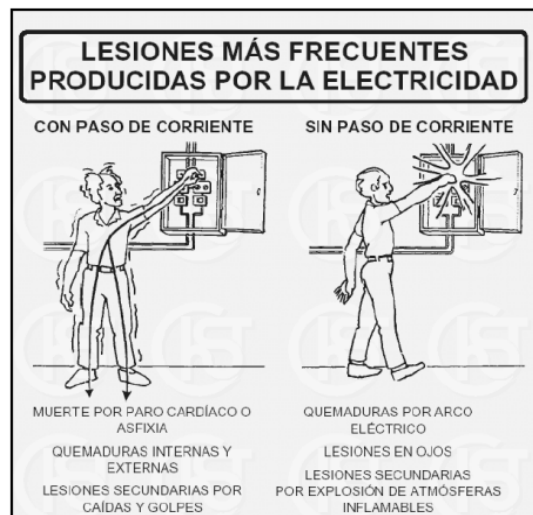 LESIONES MÁS FRECUENTES
PRODUCIDAS POR LA ELECTRICIDAD
CON PASO DE CORRIENTE
MUERTE POR PARO CARDÍACO O
ASFIXIA
QUEMADURAS INTERNAS Y
EXTERNAS
LESIONES SECUNDARIAS POR
CAÍDAS Y GOLPES
SIN PASO DE CORRIENTE
QUEMADURAS POR ARCO
ELÉCTRICO
LESIONES EN OJOS
LESIONES SECUNDARIAS
POR EXPLOSIÓN DE ATMÓSFERAS
INFLAMABLES